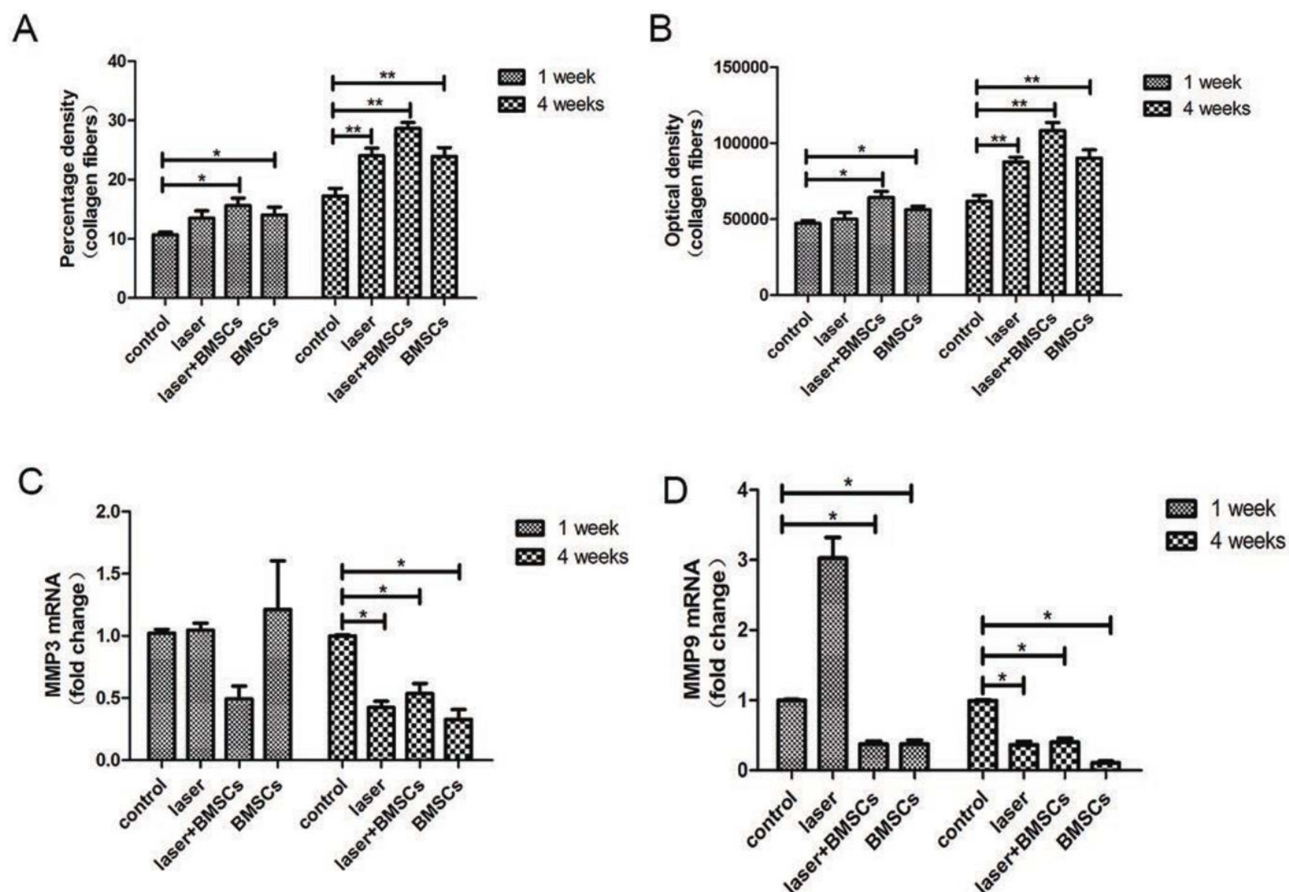 A
Percentage density
（collagen fibers）
40
30
20
10
0
*
*
**
**
**
1 week
4 weeks
control
laser
laser+BMSCs
BMSCs
control
laser
laser+BMSCs
BMSCs
B
Optical density
（collagen fibers）
150000
100000
50000
0
*
*
**
**
**
1 week
4 weeks
control
laser
laser+BMSCs
BMSCs
control
laser
laser+BMSCs
BMSCs
C
MMP3 mRNA
（fold change）
2.0
1.5
1.0
0.5
0.0
*
*
*
1 week
4 weeks
control
laser
laser+BMSCs
BMSCs
control
laser
laser+BMSCs
BMSCs
D
MMP9 mRNA
（fold change）
4
3
2
1
0
*
*
*
*
*
1 week
4 weeks
control
laser
laser+BMSCs
BMSCs
control
laser
laser+BMSCs
BMSCs